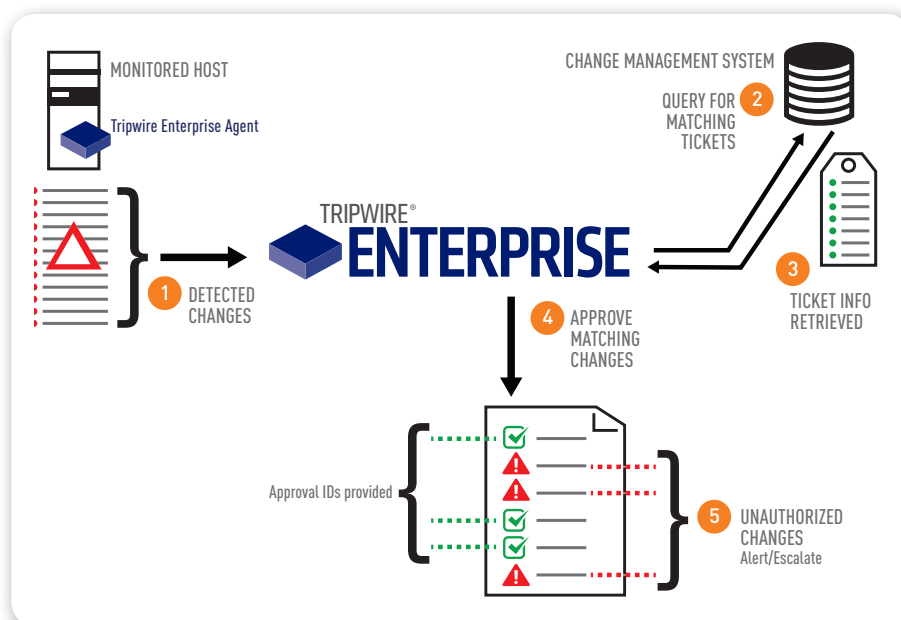 MONITORED HOST
Tripwire Enterprise Agent
CHANGE MANAGEMENT SYSTEM
2
QUERY FOR
MATCHING
TICKETS
TRIPWIRE®
ENTERPRISE
1
DETECTED
CHANGES
3
TICKET INFO
RETRIEVED
4
APPROVE
MATCHING
CHANGES
Approval IDs provided
5
UNAUTHORIZED
CHANGES
Alert/Escalate